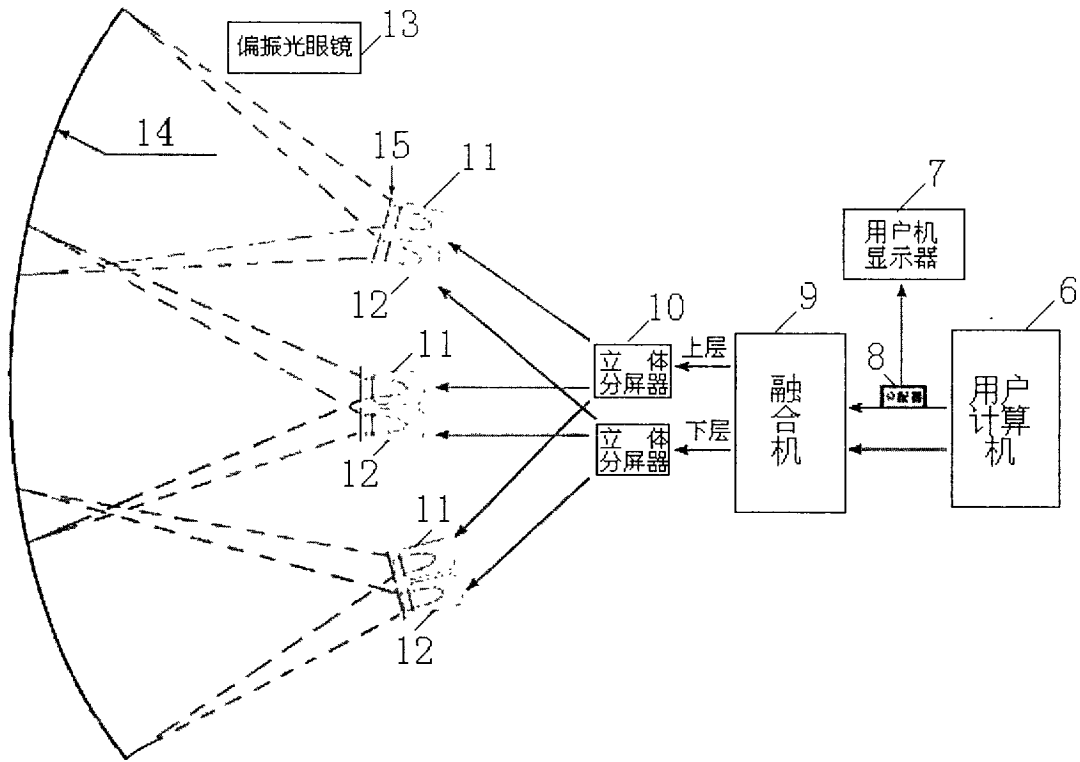 偏振光眼镜
13
14
15
11
12
11
12
11
12
10
立 体
分屏器
上层
立 体
分屏器
下层
9
融
合
机
8
分配器
7
用户机
显示器
6
用户
计算
机